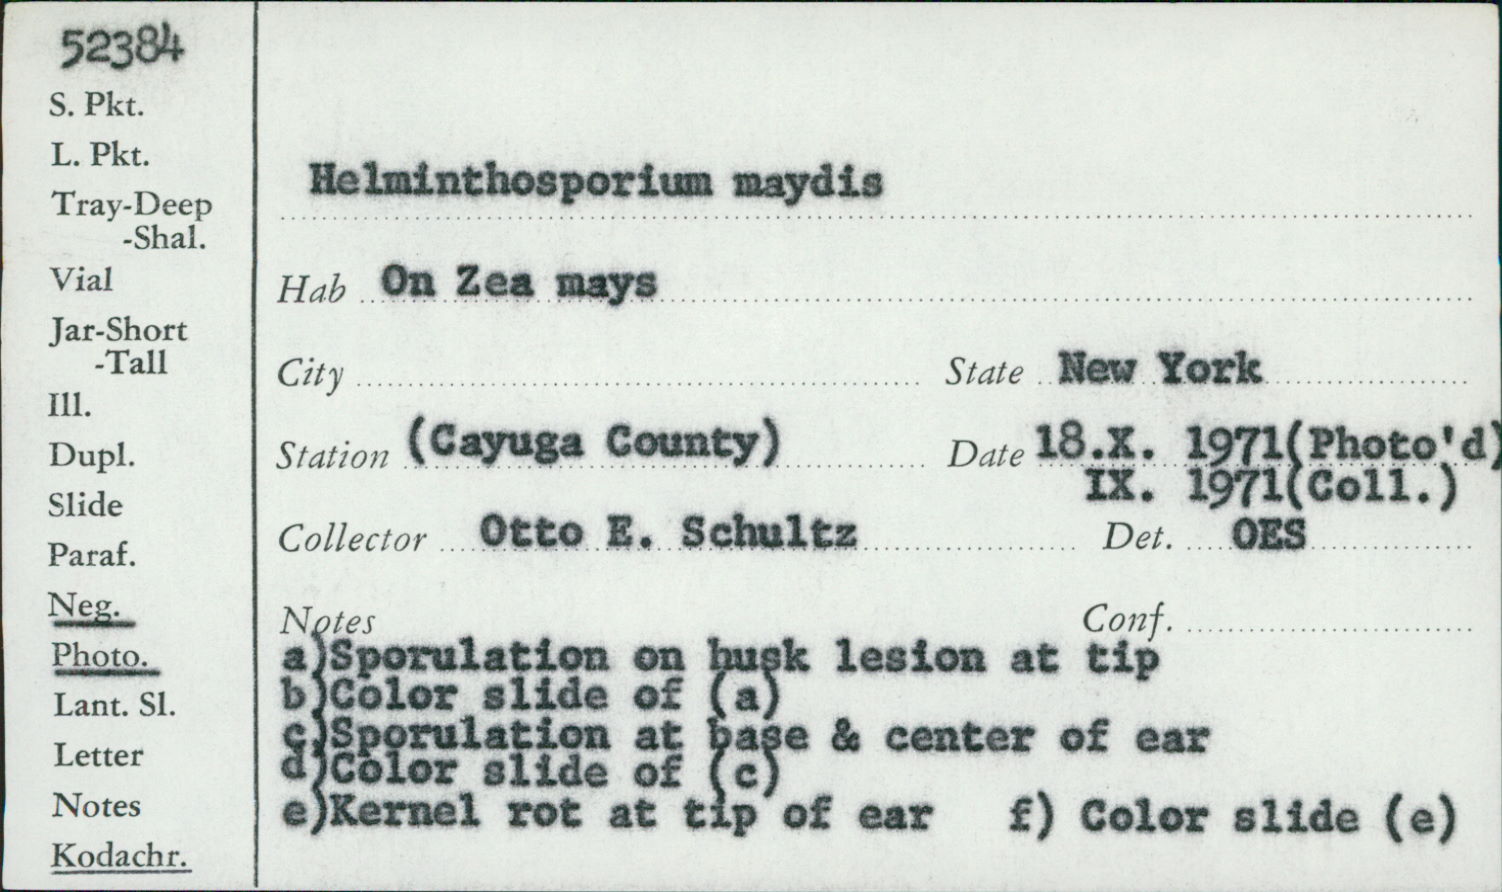 52384
S. Pkt.
L. Pkt.
Tray-Deep
-Shal.
Vial
Jar-Short
-Tall
Ill.
Dupl.
Slide
Paraf.
Neg.
Photo.
Lant. Sl.
Letter
Notes
Kodachr.
Helminthosporium maydis
Hab On Zea mays
City State New York
Station (Cayuga County) Date 18.X. 1971(Photo'd)
IX. 1971(Coll.)
Collector Otto E. Schultz Det. OES
Notes Conf.
a)Sporulation on husk lesion at tip
b)Color slide of (a)
c)Sporulation at base & center of ear
d)Color slide of (c)
e)Kernel rot at tip of ear f) Color slide (e)